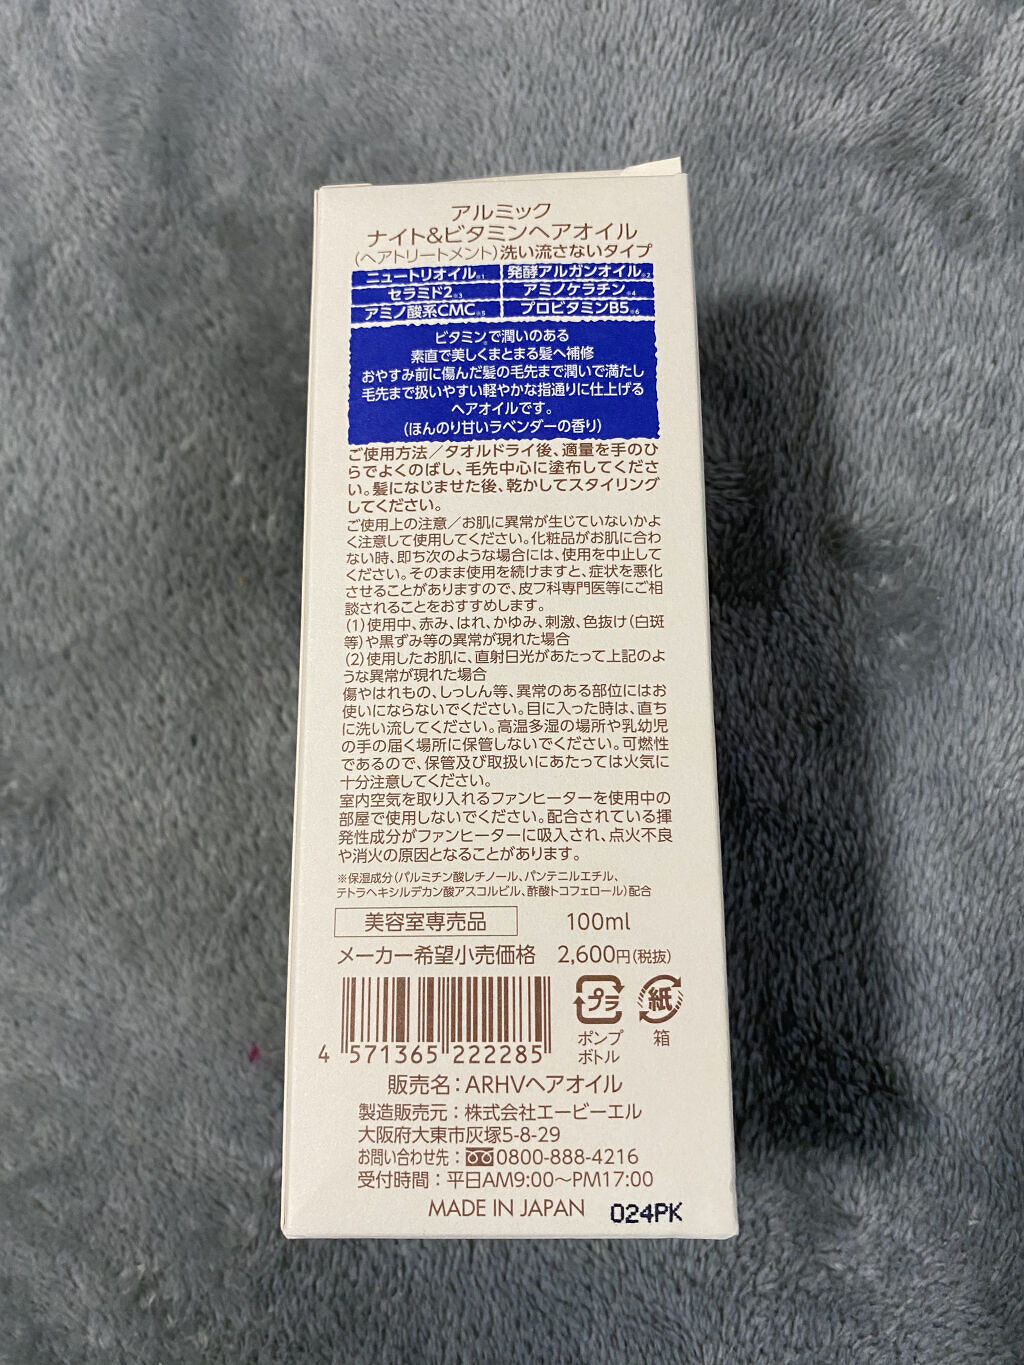 アルミック
ナイト&ビタミンヘアオイル
(ヘアトリートメント)洗い流さないタイプ
ニュートリオイル※1 発酵アルガンオイル※2
セラミド2※3 アミノケラチン※4
アミノ酸系CMC※5 プロビタミンB5※6
ビタミンで潤いのある
素直で美しくまとまる髪へ補修
おやすみ前に傷んだ髪の毛先まで潤いで満たし
毛先まで扱いやすい軽やかな指通りに仕上げる
ヘアオイルです。
(ほんのり甘いラベンダーの香り)
ご使用方法/タオルドライ後、適量を手のひ
らでよくのばし、毛先中心に塗布してくださ
い。髪になじませた後、乾かしてスタイリング
してください。
ご使用上の注意/お肌に異常が生じていないかよ
く注意して使用してください。化粧品がお肌に合わ
ない時、即ち次のような場合には、使用を中止して
ください。そのまま使用を続けますと、症状を悪化
させることがありますので、皮フ科専門医等にご相
談されることをおすすめします。
(1)使用中、赤み、はれ、かゆみ、刺激、色抜け(白斑
等)や黒ずみ等の異常が現れた場合
(2)使用したお肌に、直射日光があたって上記のよ
うな異常が現れた場合
傷やはれもの、しっしん等、異常のある部位にはお
使いにならないでください。目に入った時は、直ち
に洗い流してください。高温多湿の場所や乳幼児
の手の届く場所に保管しないでください。可燃性
であるので、保管及び取扱いにあたっては火気に
十分注意してください。
室内空気を取り入れるファンヒーターを使用中の
部屋で使用しないでください。配合されている揮
発性成分がファンヒーターに吸入され、点火不良
や消火の原因となることがあります。
※保湿成分(パルミチン酸レチノール、パンテニルエチル、
テトラヘキシルデカン酸アスコルビル、酢酸トコフェロール)配合
美容室専売品 100ml
メーカー希望小売価格 2,600円(税抜)
プラ 紙
ポンプ 箱
ボトル
4 571365 222285
販売名:ARHVヘアオイル
製造販売元:株式会社エービーエル
大阪府大東市灰塚5-8-29
お問い合わせ先:0800-888-4216
受付時間:平日AM9:00〜PM17:00
MADE IN JAPAN 024PK